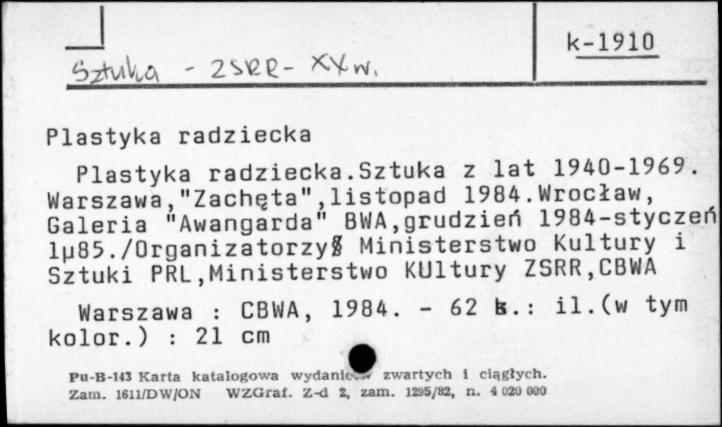 k-1910
Sztuka - ZSRR - XX w.
Plastyka radziecka
Plastyka radziecka.Sztuka z lat 1940-1969.
Warszawa,"Zachęta",listopad 1984.Wrocław,
Galeria "Awangarda" BWA,grudzień 1984-styczeń
1µ85./Organizatorzy§ Ministerstwo Kultury i
Sztuki PRL,Ministerstwo KUltury ZSRR,CBWA
Warszawa : CBWA, 1984. - 62 s.: il.(w tym
kolor.) : 21 cm
Pu-B-143 Karta katalogowa wydawnictw zwartych i ciągłych.
Zam. 1611/DW/ON WZGraf. Z-d 2, zam. 1295/82, n. 4 020 000